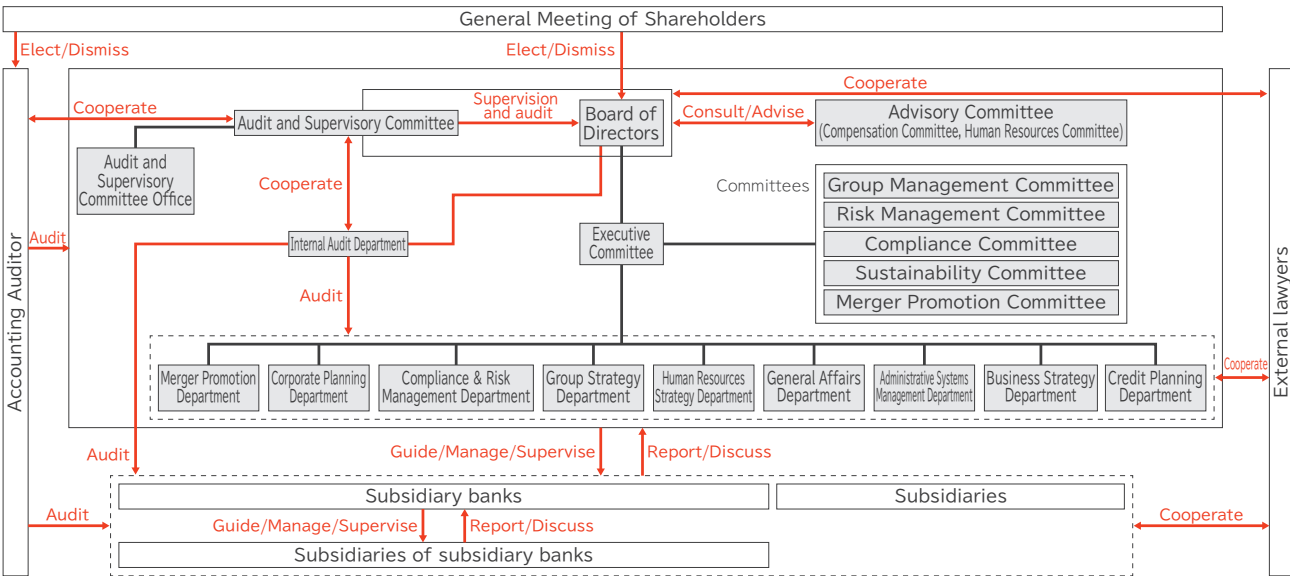 General Meeting of Shareholders
Elect/Dismiss
Elect/Dismiss
Accounting Auditor
External lawyers
Cooperate
Cooperate
Audit and Supervisory Committee
Supervision
and audit
Board of
Directors
Consult/Advise
Advisory Committee
(Compensation Committee, Human Resources Committee)
Audit and
Supervisory
Committee Office
Cooperate
Committees
Group Management Committee
Risk Management Committee
Compliance Committee
Sustainability Committee
Merger Promotion Committee
Audit
Internal Audit Department
Executive
Committee
Audit
Merger Promotion
Department
Corporate Planning
Department
Compliance & Risk
Management Department
Group Strategy
Department
Human Resources
Strategy Department
General Affairs
Department
Administrative Systems
Management Department
Business Strategy
Department
Credit Planning
Department
Cooperate
Audit
Guide/Manage/Supervise
Report/Discuss
Subsidiary banks
Subsidiaries
Audit
Guide/Manage/Supervise
Report/Discuss
Cooperate
Subsidiaries of subsidiary banks